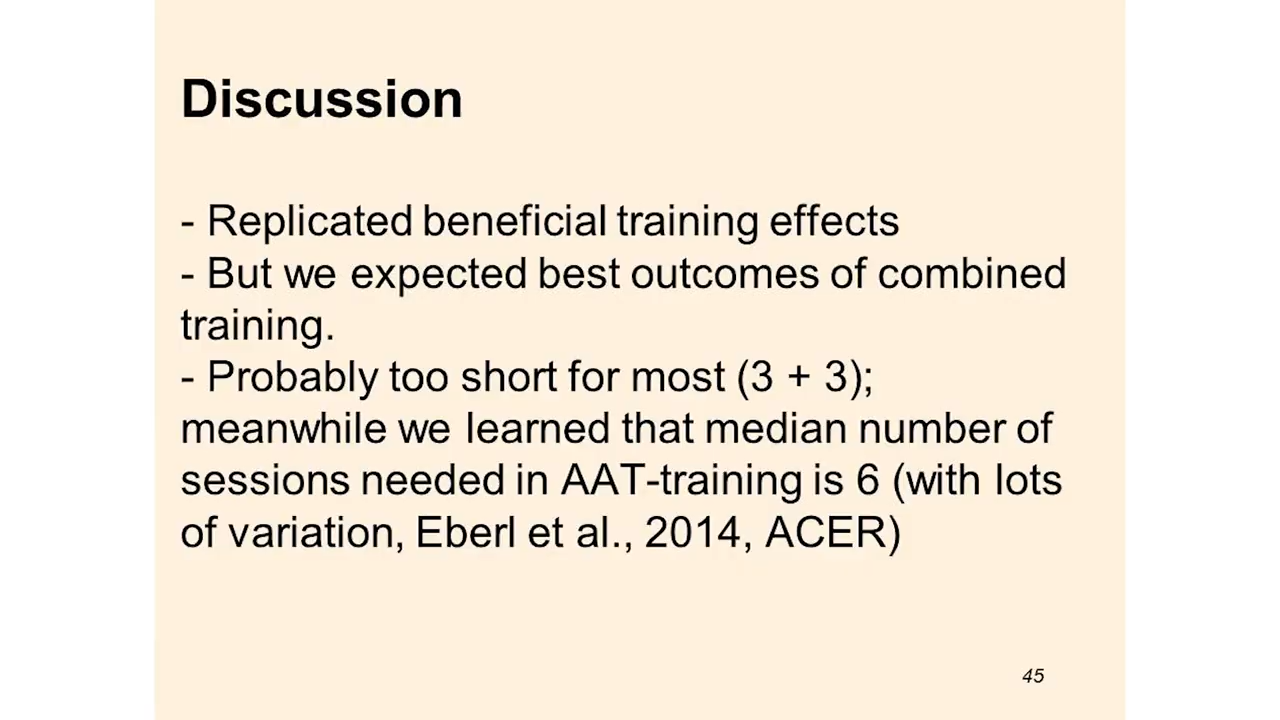 Discussion
- Replicated beneficial training effects
- But we expected best outcomes of combined
training.
- Probably too short for most (3 + 3);
meanwhile we learned that median number of
sessions needed in AAT-training is 6 (with lots
of variation, Eberl et al., 2014, ACER)
45